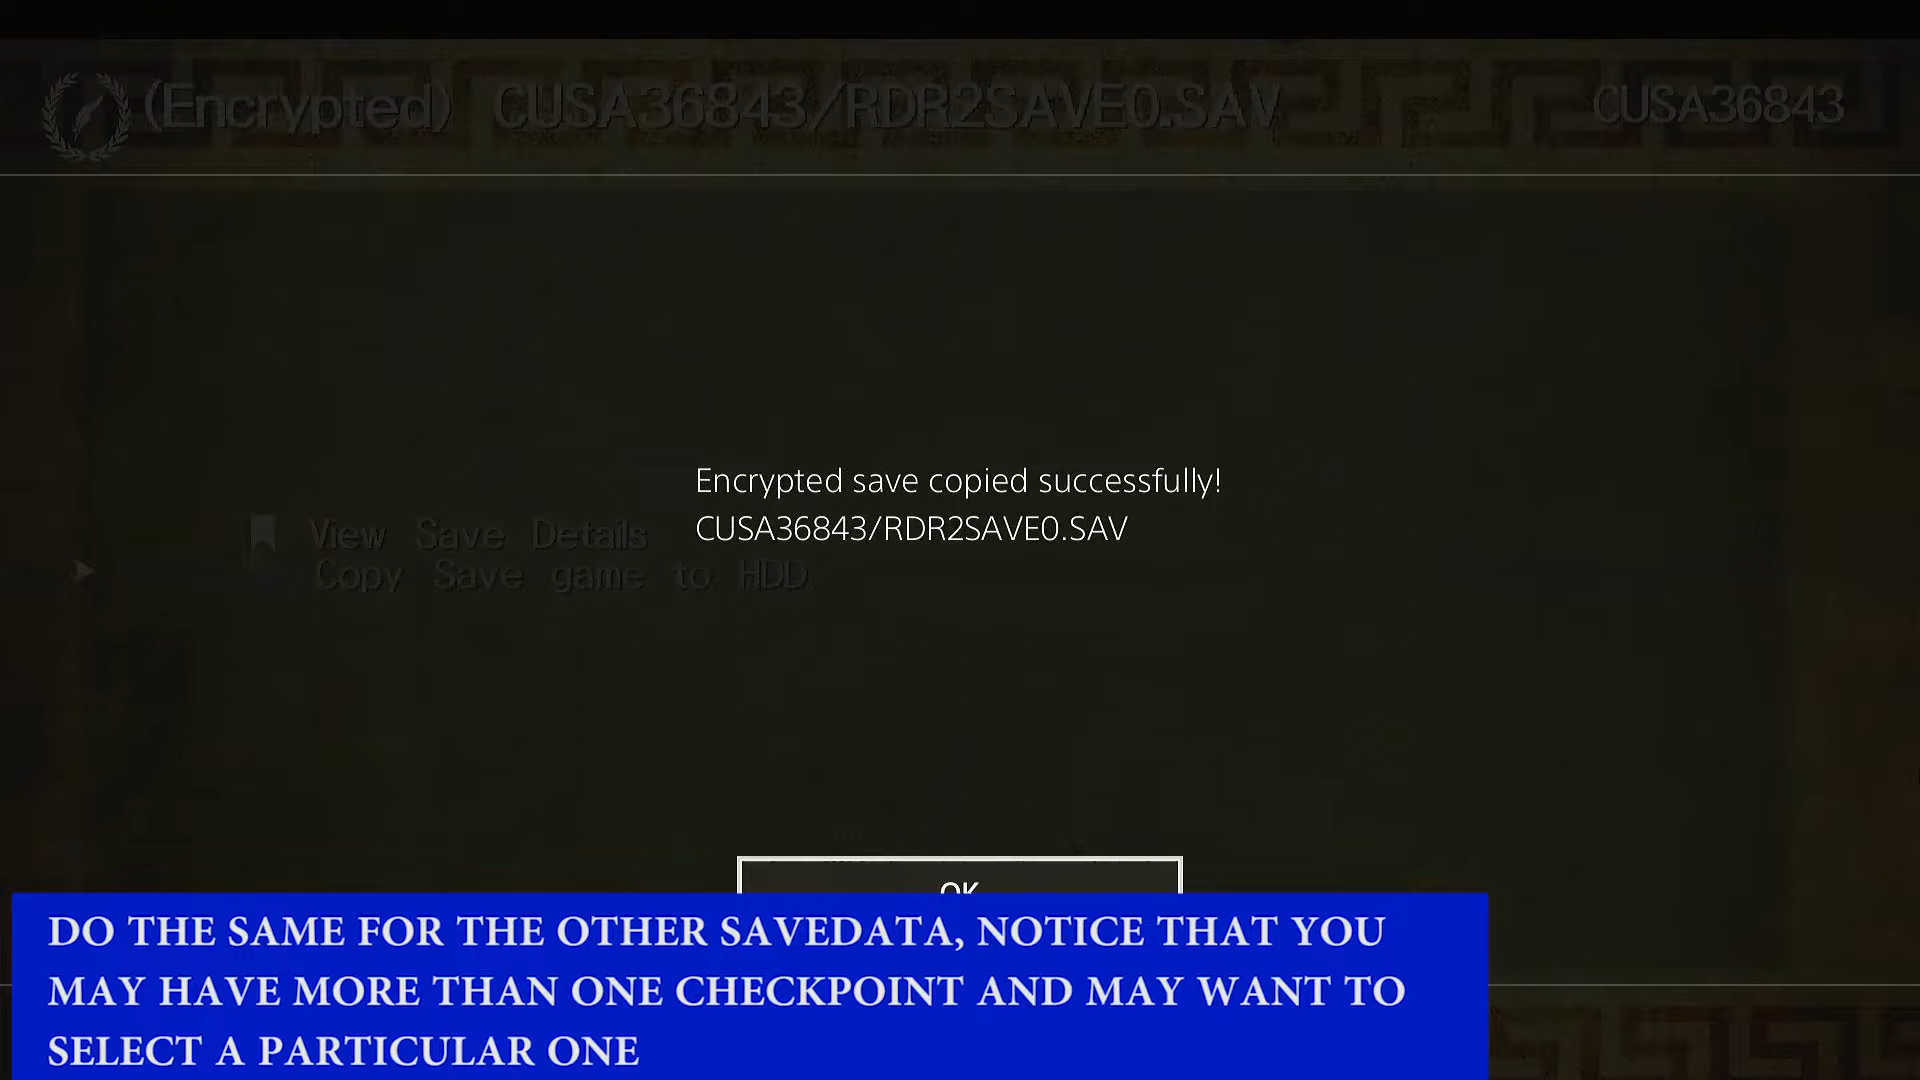 (Encrypted) CUSA36843/RDR2SAVE0.SAV CUSA36843
Encrypted save copied successfully!
CUSA36843/RDR2SAVE0.SAV
View Save Details
Copy Save game to HDD
OK
DO THE SAME FOR THE OTHER SAVEDATA, NOTICE THAT YOU
MAY HAVE MORE THAN ONE CHECKPOINT AND MAY WANT TO
SELECT A PARTICULAR ONE